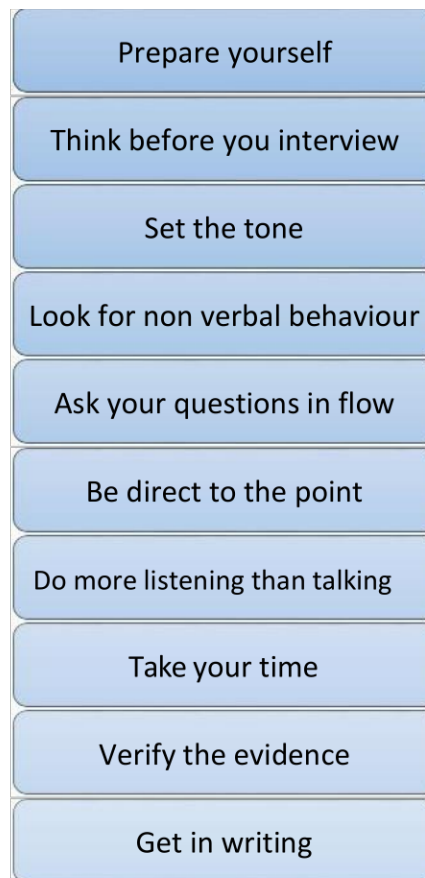 Prepare yourself
Think before you interview
Set the tone
Look for non verbal behaviour
Ask your questions in flow
Be direct to the point
Do more listening than talking
Take your time
Verify the evidence
Get in writing